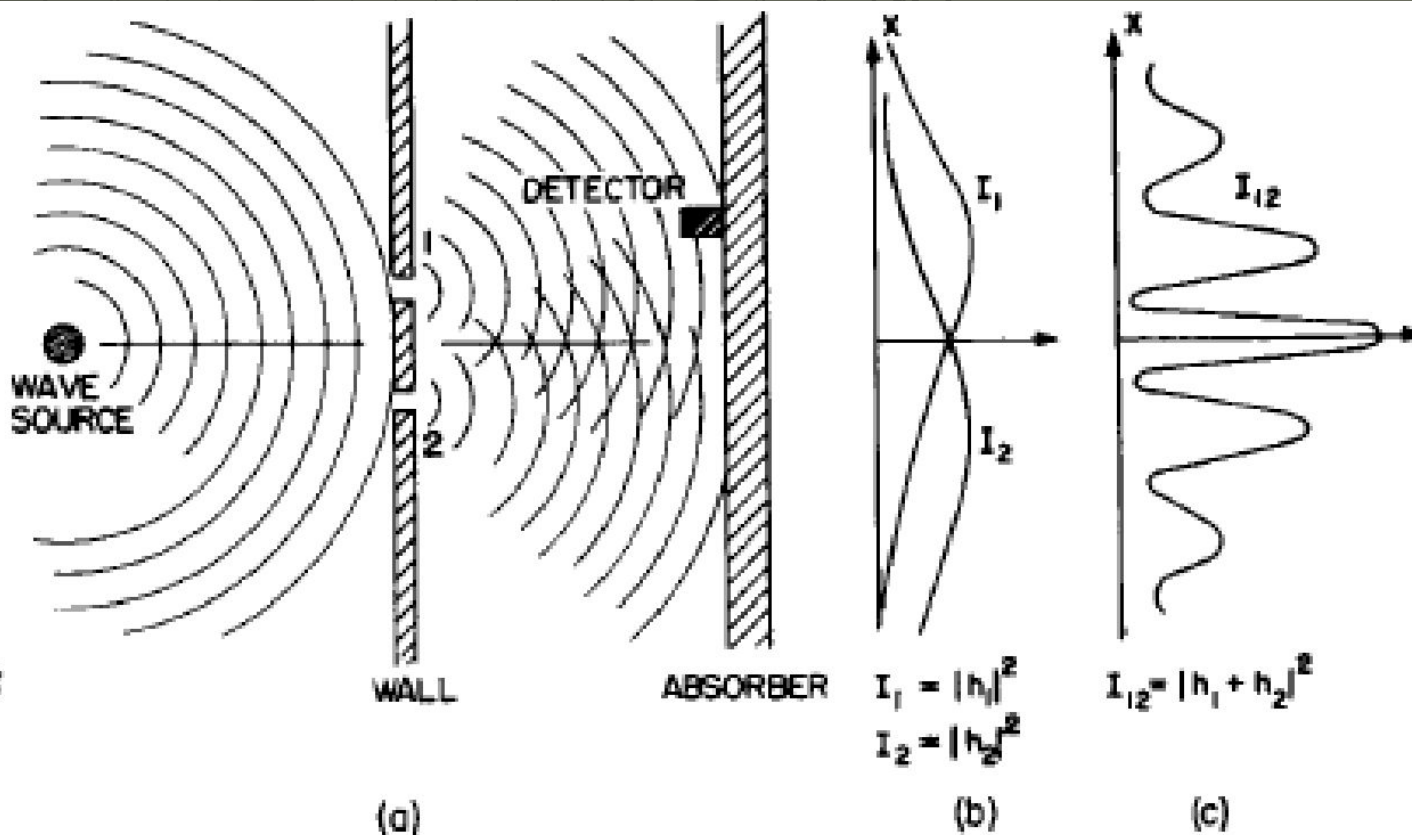 X
X
DETECTOR
I₁
I₁₂
1
WAVE
SOURCE
2
I₂
WALL
ABSORBER
I₁ = |h₁|²
I₂ = |h₂|²
I₁₂= |h₁ + h₂|²
(a)
(b)
(c)